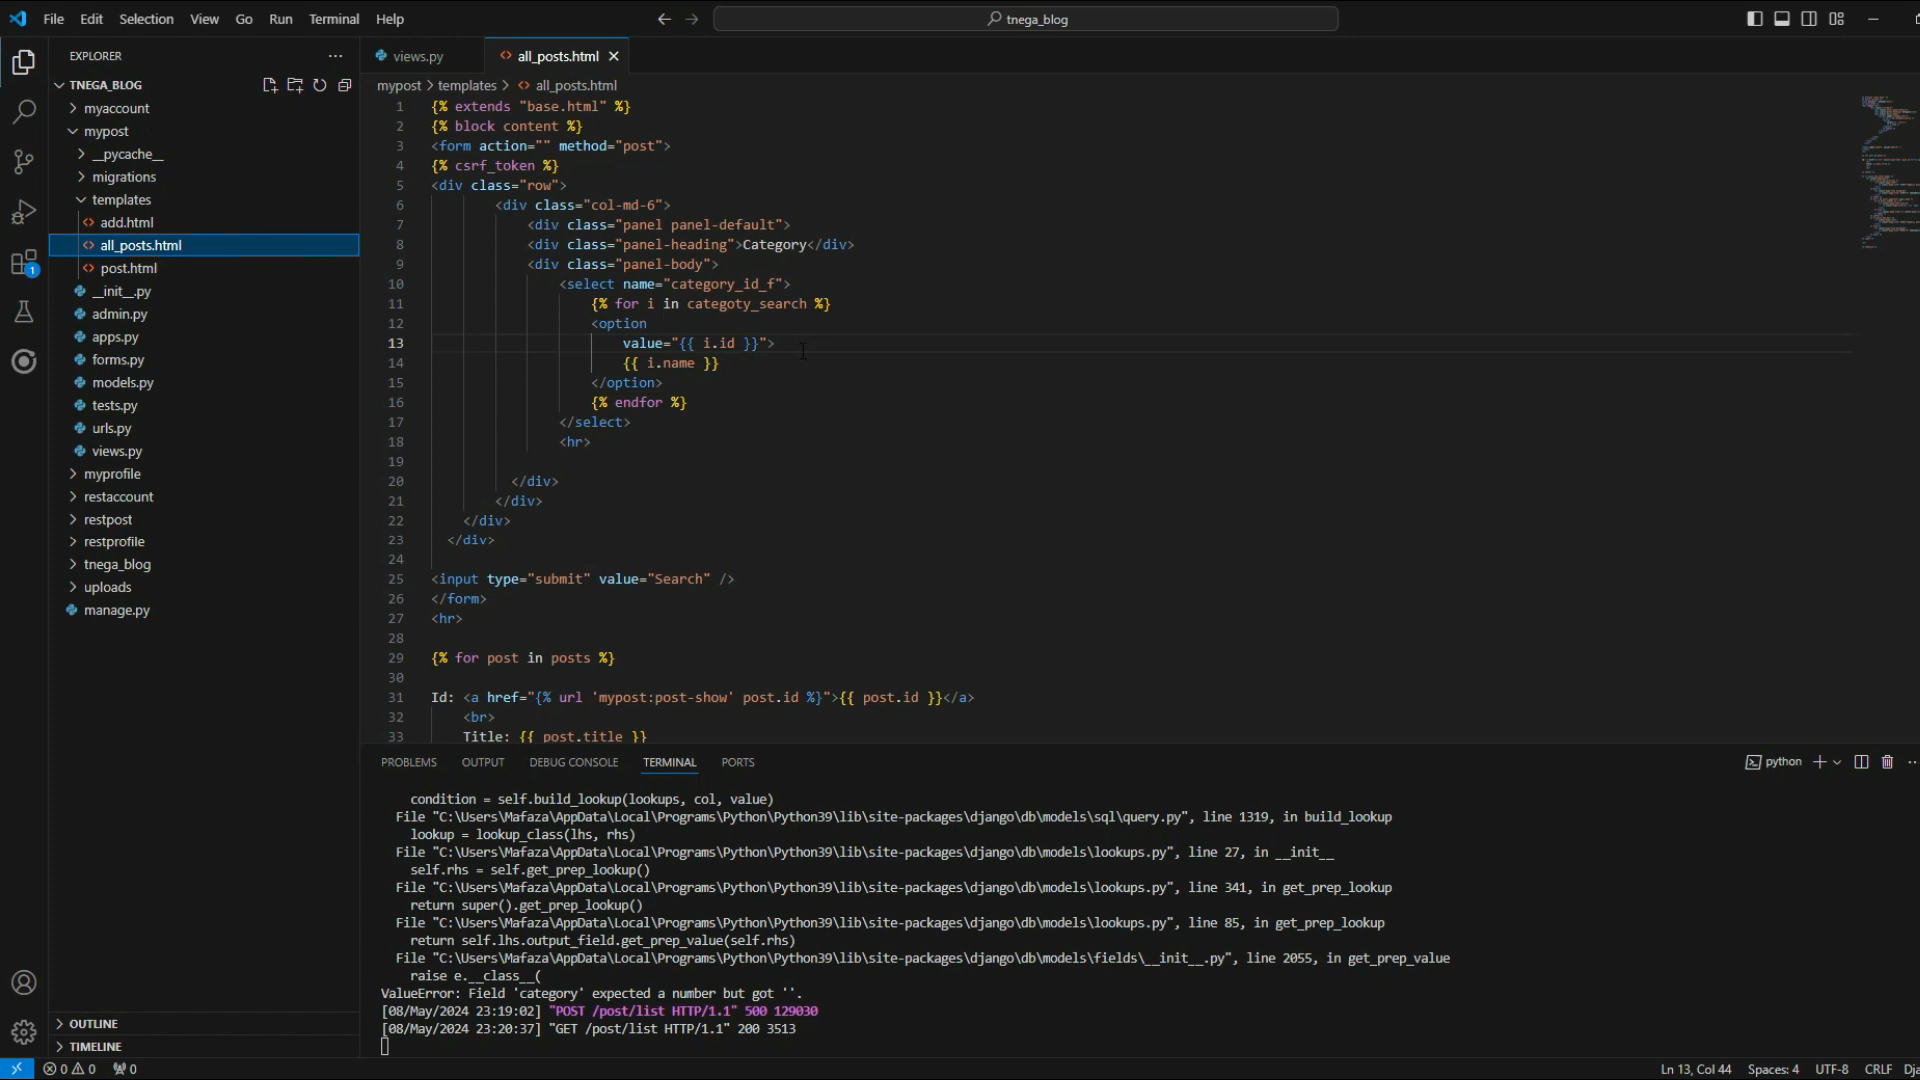 File Edit Selection View Go Run Terminal Help
tnega_blog
EXPLORER
TNEGA_BLOG
myaccount
mypost
__pycache__
migrations
templates
add.html
all_posts.html
post.html
__init__.py
admin.py
apps.py
forms.py
models.py
tests.py
urls.py
views.py
myprofile
restaccount
restpost
restprofile
tnega_blog
uploads
manage.py
OUTLINE
TIMELINE
1
views.py all_posts.html
mypost > templates > all_posts.html
1 {% extends "base.html" %}
2 {% block content %}
3 <form action="" method="post">
4 {% csrf_token %}
5 <div class="row">
6 <div class="col-md-6">
7 <div class="panel panel-default">
8 <div class="panel-heading">Category</div>
9 <div class="panel-body">
10 <select name="category_id_f">
11 {% for i in categoty_search %}
12 <option
13 value="{{ i.id }}">
14 {{ i.name }}
15 </option>
16 {% endfor %}
17 </select>
18 <hr>
19
20 </div>
21 </div>
22 </div>
23 </div>
24
25 <input type="submit" value="Search" />
26 </form>
27 <hr>
28
29 {% for post in posts %}
30
31 Id: <a href="{% url 'mypost:post-show' post.id %}">{{ post.id }}</a>
32 <br>
33 Title: {{ post.title }}
PROBLEMS OUTPUT DEBUG CONSOLE TERMINAL PORTS
python
condition = self.build_lookup(lookups, col, value)
File "C:\Users\Mafaza\AppData\Local\Programs\Python\Python39\lib\site-packages\django\db\models\sql\query.py", line 1319, in build_lookup
lookup = lookup_class(lhs, rhs)
File "C:\Users\Mafaza\AppData\Local\Programs\Python\Python39\lib\site-packages\django\db\models\lookups.py", line 27, in __init__
self.rhs = self.get_prep_lookup()
File "C:\Users\Mafaza\AppData\Local\Programs\Python\Python39\lib\site-packages\django\db\models\lookups.py", line 341, in get_prep_lookup
return super().get_prep_lookup()
File "C:\Users\Mafaza\AppData\Local\Programs\Python\Python39\lib\site-packages\django\db\models\lookups.py", line 85, in get_prep_lookup
return self.lhs.output_field.get_prep_value(self.rhs)
File "C:\Users\Mafaza\AppData\Local\Programs\Python\Python39\lib\site-packages\django\db\models\fields\__init__.py", line 2055, in get_prep_value
raise e.__class__(
ValueError: Field 'category' expected a number but got ''.
[08/May/2024 23:19:02] "POST /post/list HTTP/1.1" 500 129030
[08/May/2024 23:20:37] "GET /post/list HTTP/1.1" 200 3513
0 0 0
Ln 13, Col 44 Spaces: 4 UTF-8 CRLF Dja